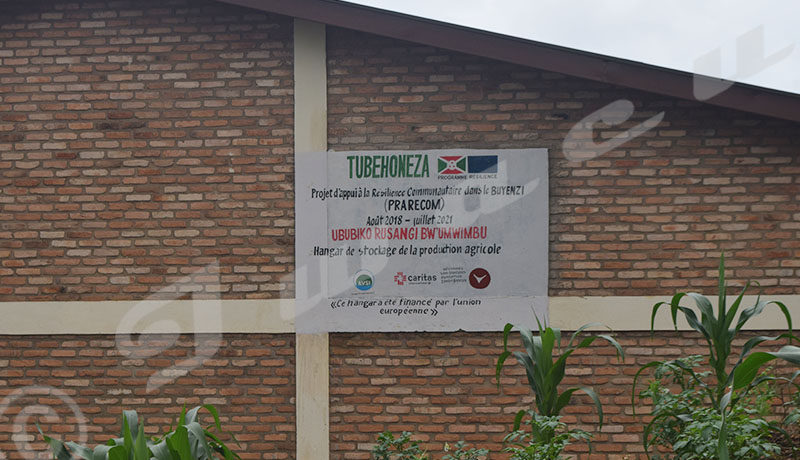 TUBEHONEZA
PROGRAMME RESILIENCE
Projet d'appui à la Résilience Communautaire dans le BUYENZI
(PRARECOM)
Août 2018 - juillet 2021
UBUBIKO RUSANGI BW'UMWIMBU
Hangar de stockage de la production agricole
AVSI
caritas
«Ce hangar a été financé par l'union
européenne»
©